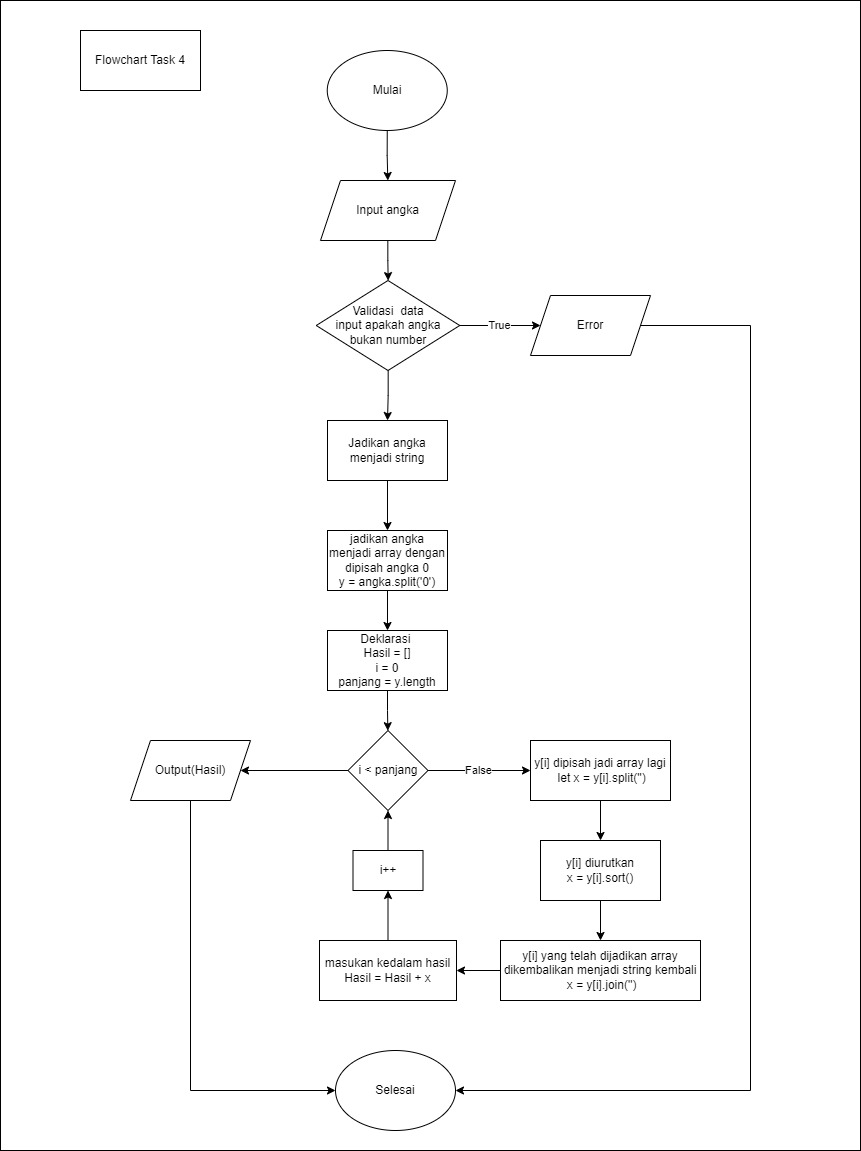 Flowchart Task 4
Mulai
Input angka
Validasi data
input apakah angka
bukan number
True
Error
Jadikan angka
menjadi string
jadikan angka
menjadi array dengan
dipisah angka 0
y = angka.split('0')
Deklarasi
Hasil = []
i = 0
panjang = y.length
Output(Hasil)
i < panjang
False
y[i] dipisah jadi array lagi
let x = y[i].split('')
i++
y[i] diurutkan
x = y[i].sort()
masukan kedalam hasil
Hasil = Hasil + x
y[i] yang telah dijadikan array
dikembalikan menjadi string kembali
x = y[i].join('')
Selesai